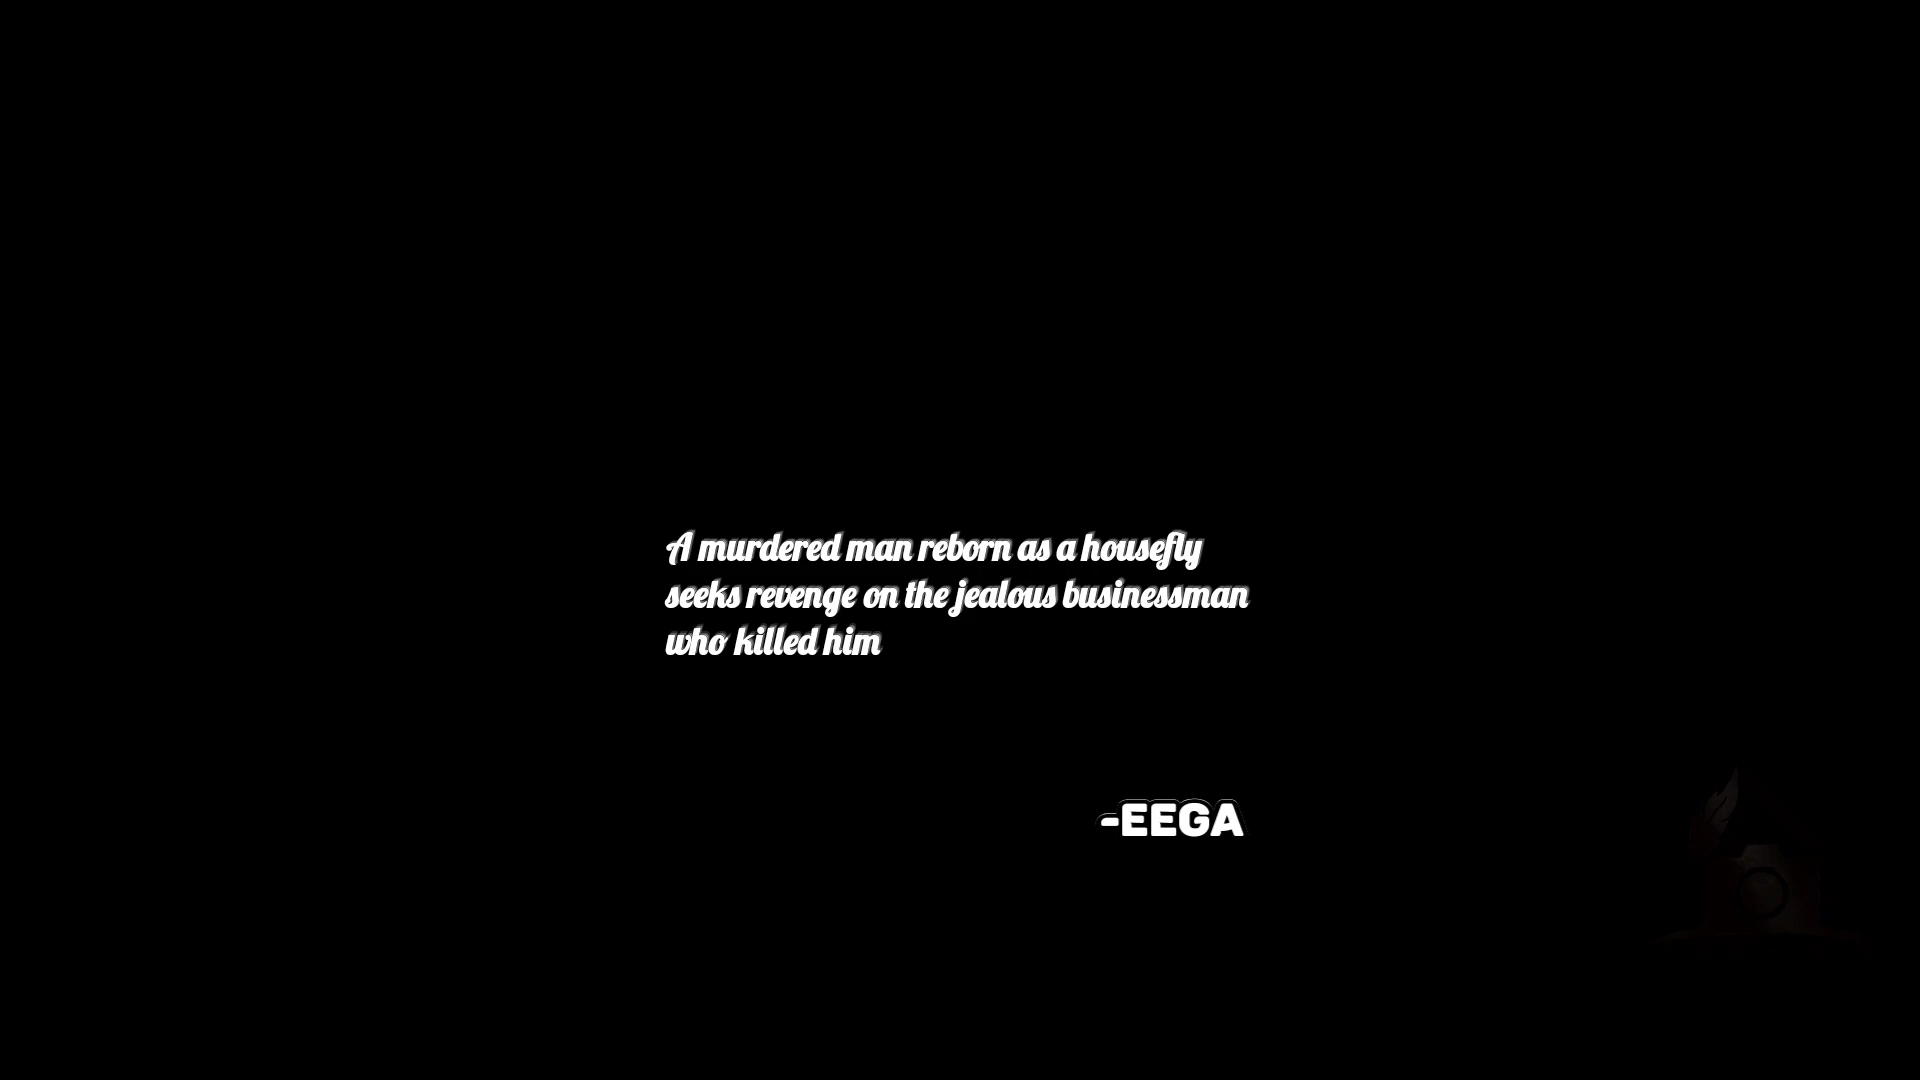 A murdered man reborn as a housefly
seeks revenge on the jealous businessman
who killed him
-EEGA